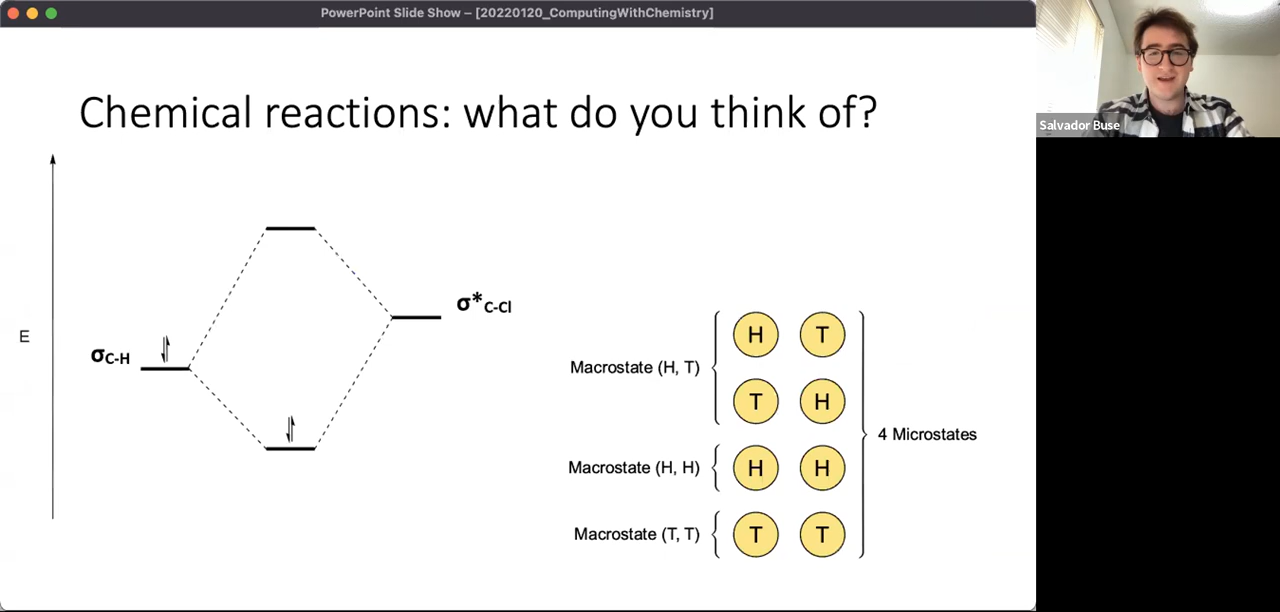 PowerPoint Slide Show – [20220120_ComputingWithChemistry]
Salvador Buse
Chemical reactions: what do you think of?
E
σC-H
σ*C-Cl
Macrostate (H, T)
H T
T H
Macrostate (H, H)
H H
Macrostate (T, T)
T T
4 Microstates